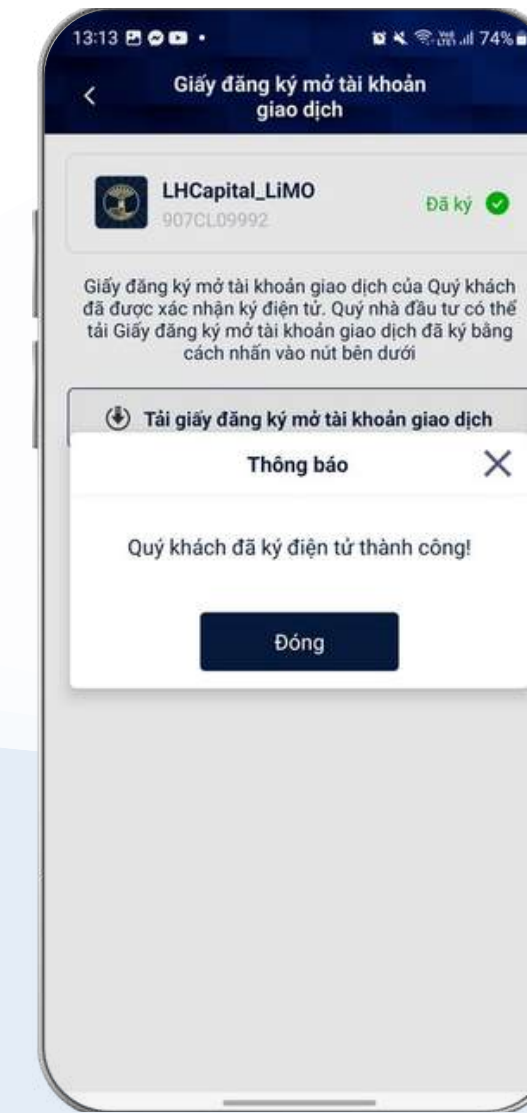 13:13
74%
Giấy đăng ký mở tài khoản
giao dịch
LHCapital_LiMO
907CL09992
Đã ký
Giấy đăng ký mở tài khoản giao dịch của Quý khách
đã được xác nhận ký điện tử. Quý nhà đầu tư có thể
tải Giấy đăng ký mở tài khoản giao dịch đã ký bằng
cách nhấn vào nút bên dưới
Tải giấy đăng ký mở tài khoản giao dịch
Thông báo
Quý khách đã ký điện tử thành công!
Đóng